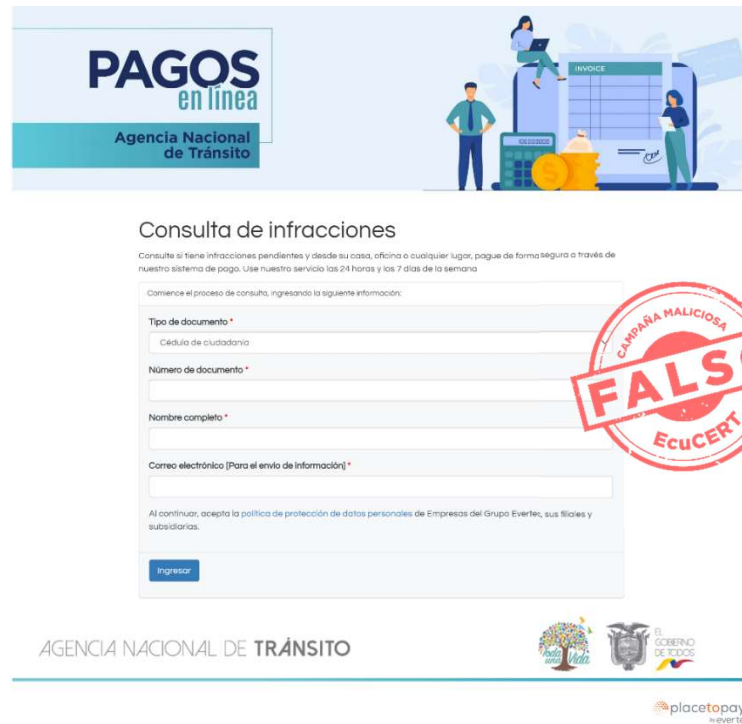 PAGOS
en línea
Agencia Nacional
de Tránsito
INVOICE
Consulta de infracciones
Consulte si tiene infracciones pendientes y desde su casa, oficina o cualquier lugar, pague de forma segura a través de
nuestro sistema de pago. Use nuestro servicio las 24 horas y los 7 días de la semana
Comience el proceso de consulta, ingresando la siguiente información:
Tipo de documento *
Cédula de ciudadanía
Número de documento *
Nombre completo *
Correo electrónico [Para el envio de información] *
Al continuar, acepta la política de protección de datos personales de Empresas del Grupo Evertec, sus filiales y
subsidiarias.
Ingresar
CAMPAÑA MALICIOSA
FALSO
EcuCERT
AGENCIA NACIONAL DE TRÁNSITO
Toda
una Vida
EL
GOBIERNO
DE TODOS
placetopay
by evertec